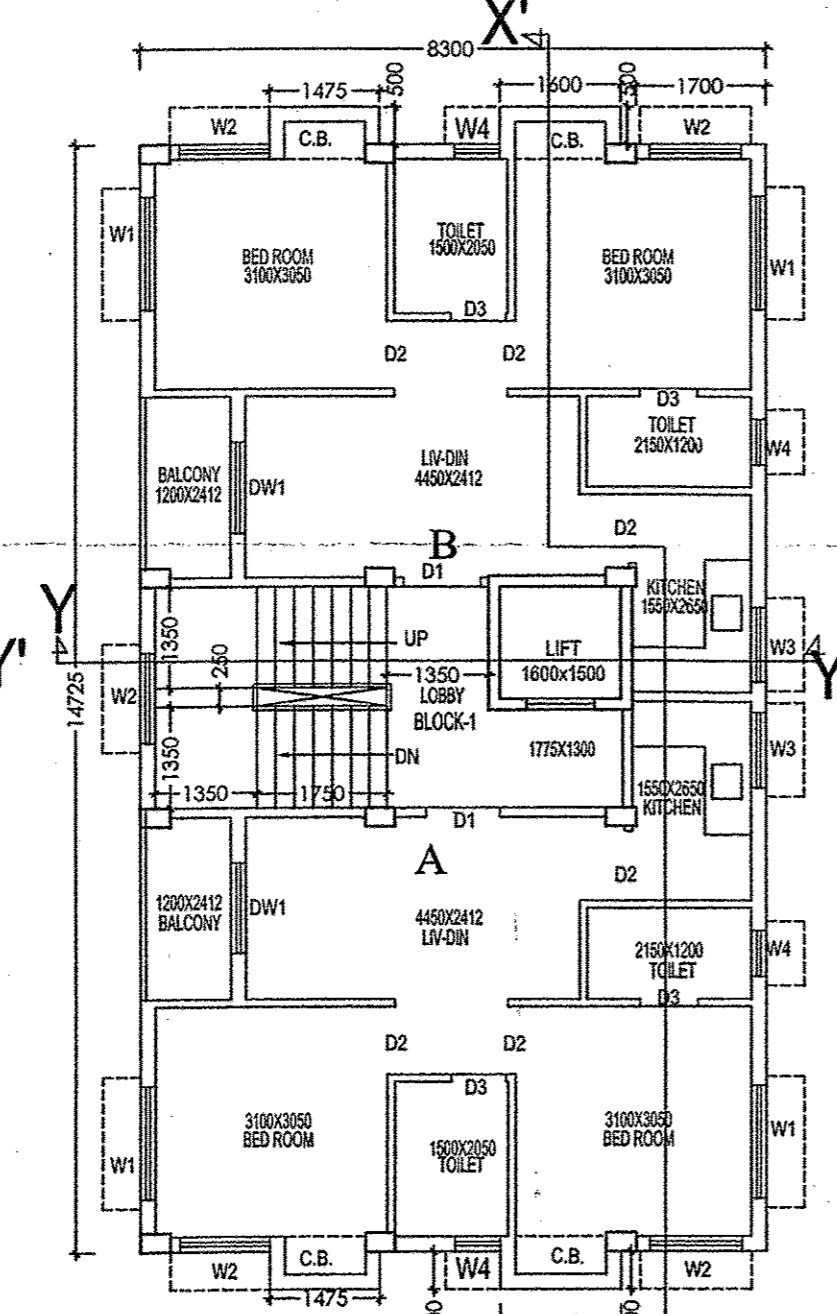 X'
8300
1475
500
1600
500
1700
W2
C.B.
W4
C.B.
W2
W1
BED ROOM
3100X3050
TOILET
1500X2050
BED ROOM
3100X3050
W1
D3
D2
D2
D3
TOILET
2150X1200
W4
BALCONY
1200X2412
DW1
LIV-DIN
4450X2412
D2
B
D1
KITCHEN
1550X2650
Y
Y'
1350
UP
LIFT
1600x1500
W3
Y
14725
W2
250
1350
LOBBY
BLOCK-1
1775X1300
W3
1350
DN
1550X2650
KITCHEN
1350
1750
D1
A
D2
1200X2412
BALCONY
DW1
4450X2412
LIV-DIN
2150X1200
TOILET
W4
D3
D2
D2
D3
W1
3100X3050
BED ROOM
1500X2050
TOILET
3100X3050
BED ROOM
W1
W2
C.B.
W4
C.B.
W2
1475